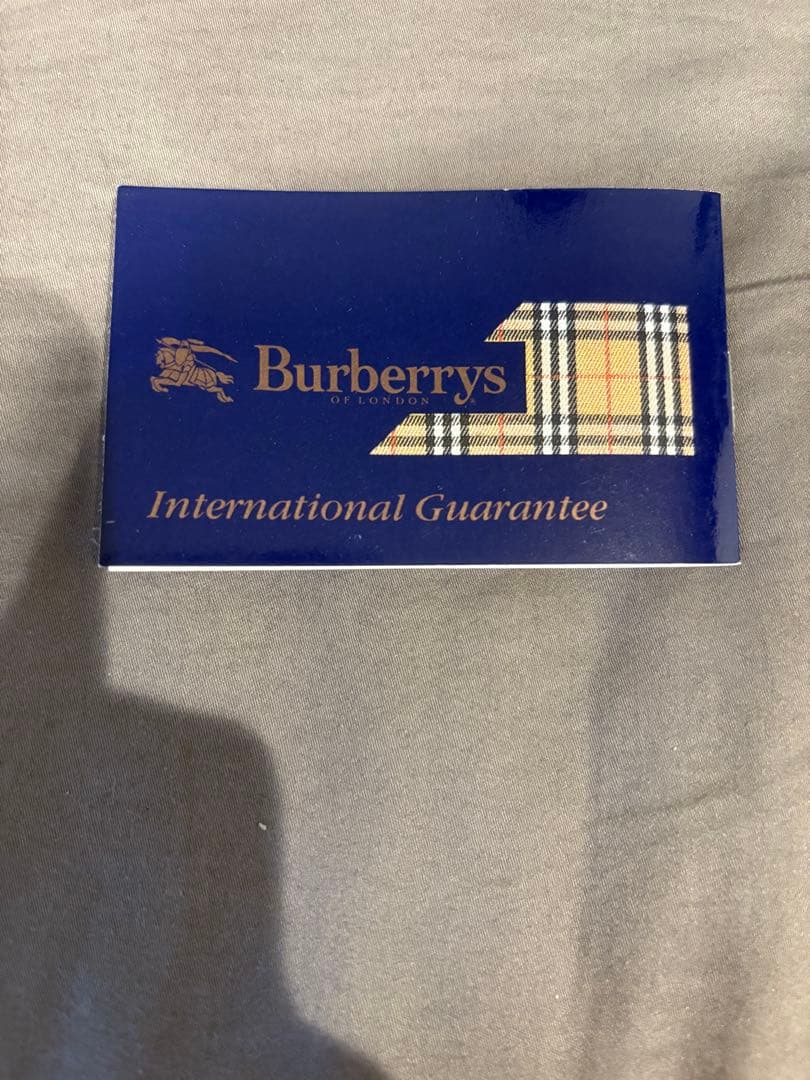 Burberrys
OF LONDON ®
International Guarantee